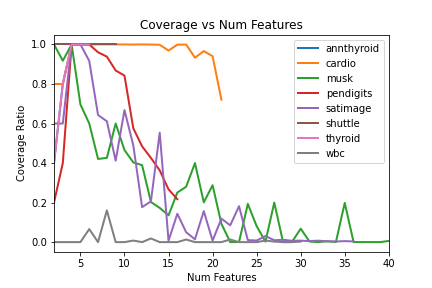 Coverage vs Num Features
Coverage Ratio
1.0
0.8
0.6
0.4
0.2
0.0
annthyroid
cardio
musk
pendigits
satimage
shuttle
thyroid
wbc
5 10 15 20 25 30 35 40
Num Features